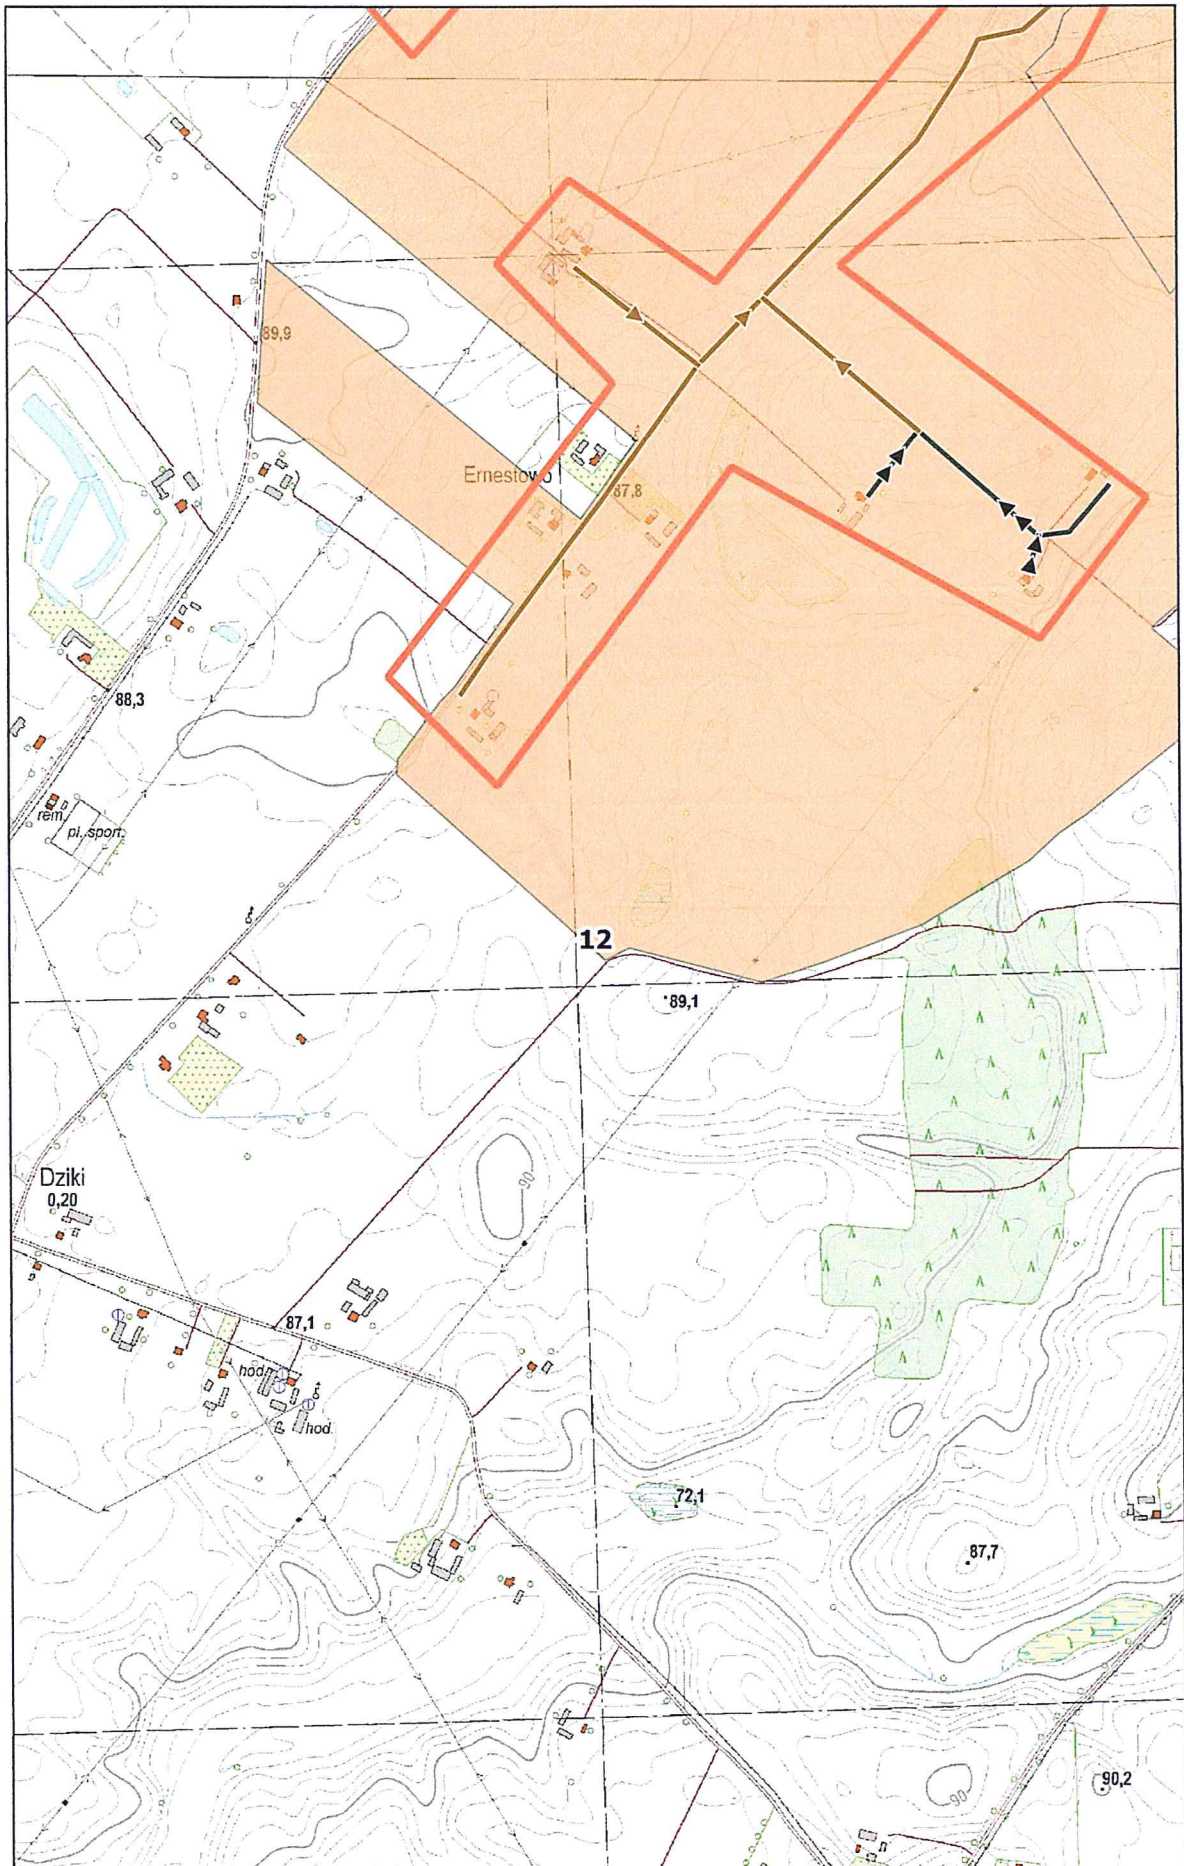 89,9
Ernestowo
87,8
88,3
rem.
pl. sport.
12
89,1
Dziki
0,20
90
87,1
hod.
hod.
72,1
87,7
90
90,2